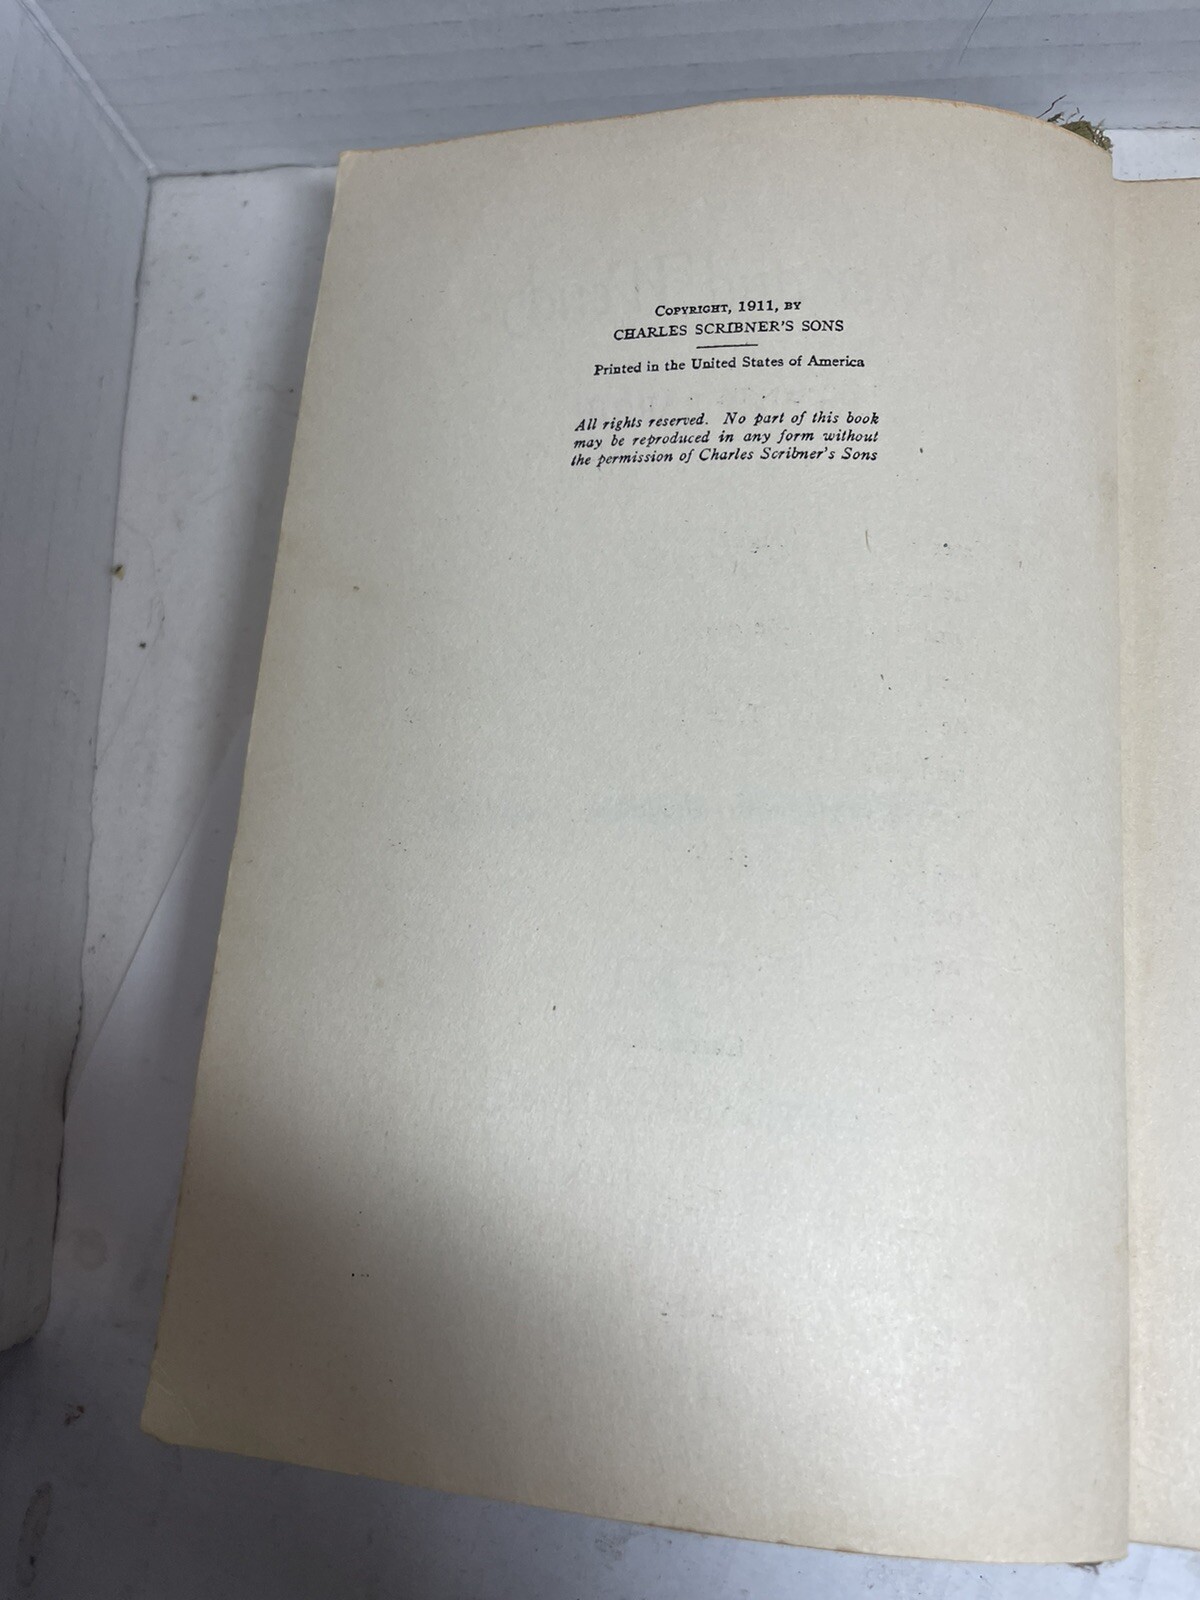 COPYRIGHT, 1911, BY
CHARLES SCRIBNER'S SONS
Printed in the United States of America
All rights reserved. No part of this book
may be reproduced in any form without
the permission of Charles Scribner's Sons